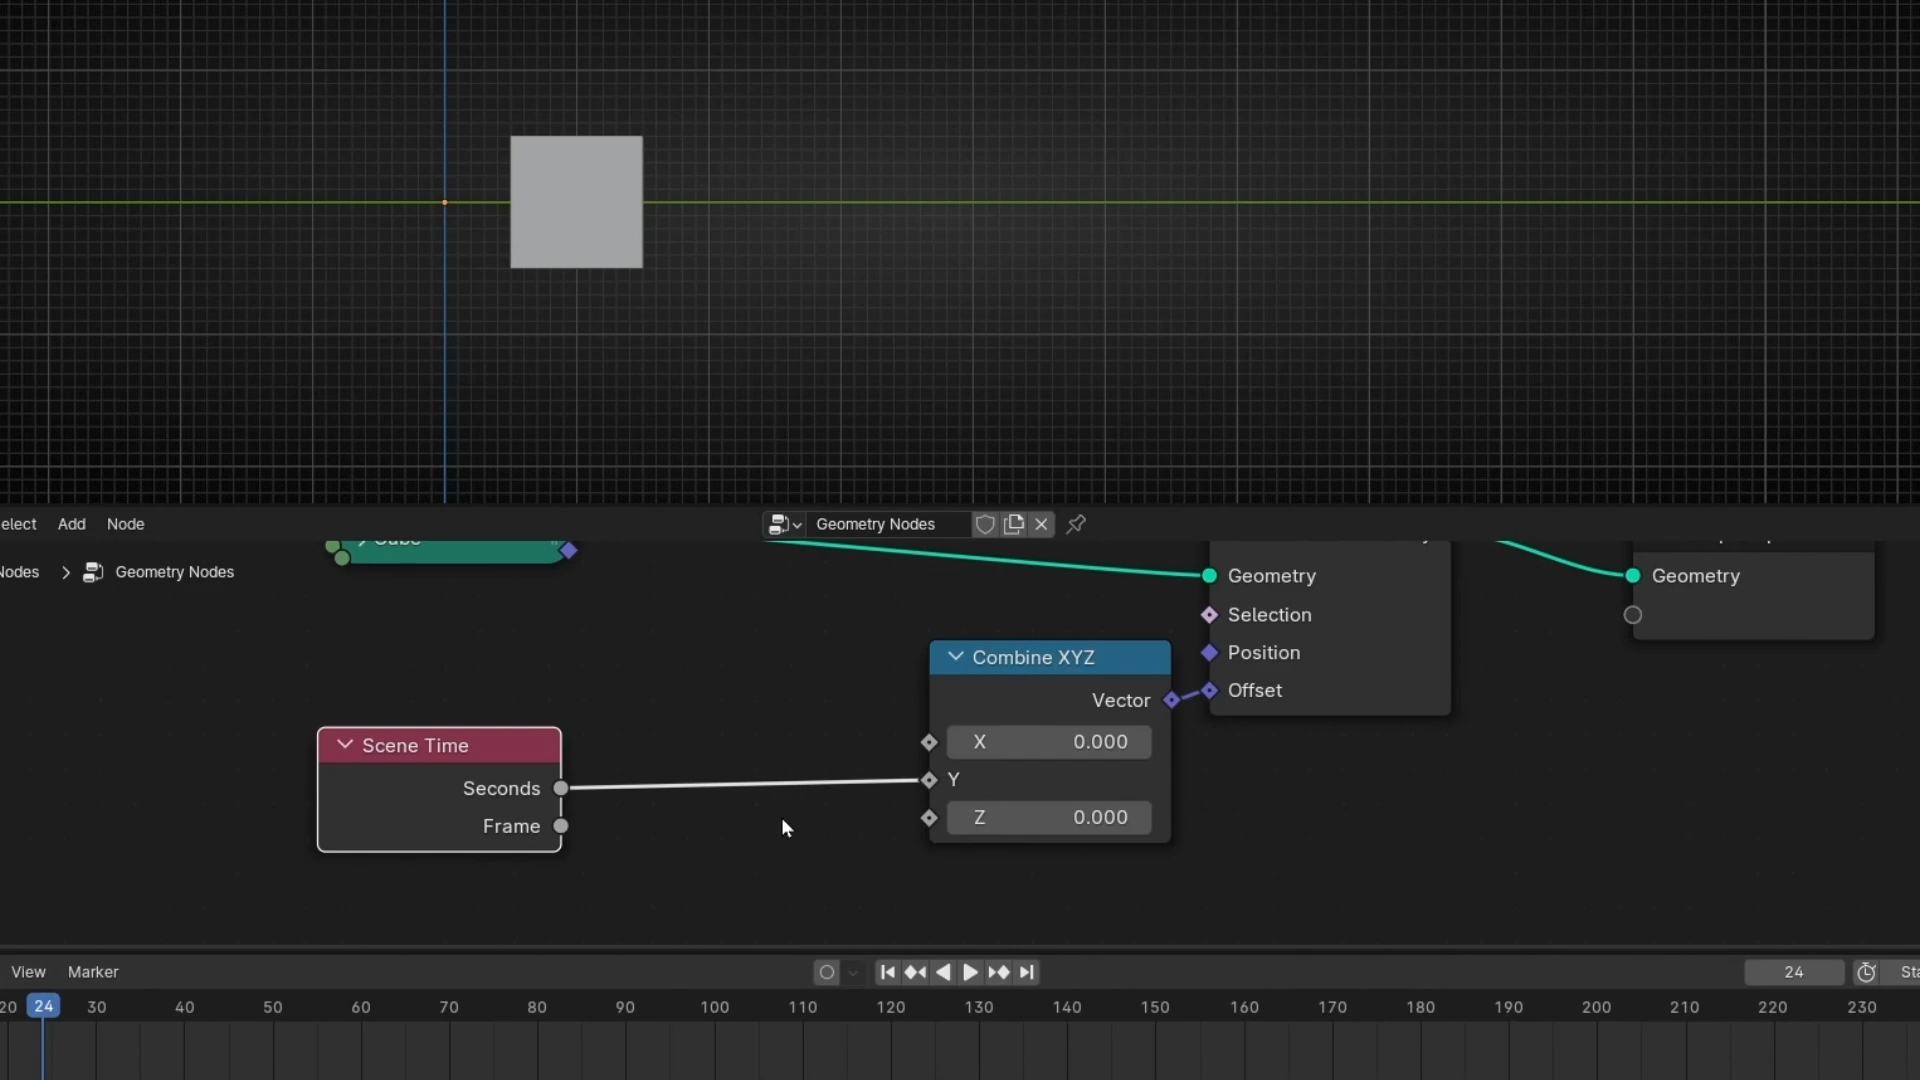 elect Add Node
Geometry Nodes
Nodes > Geometry Nodes
Cube
Geometry
Selection
Position
Offset
Geometry
Combine XYZ
Vector
X 0.000
Y
Z 0.000
Scene Time
Seconds
Frame
View Marker
24
Sta
20 24 30 40 50 60 70 80 90 100 110 120 130 140 150 160 170 180 190 200 210 220 230